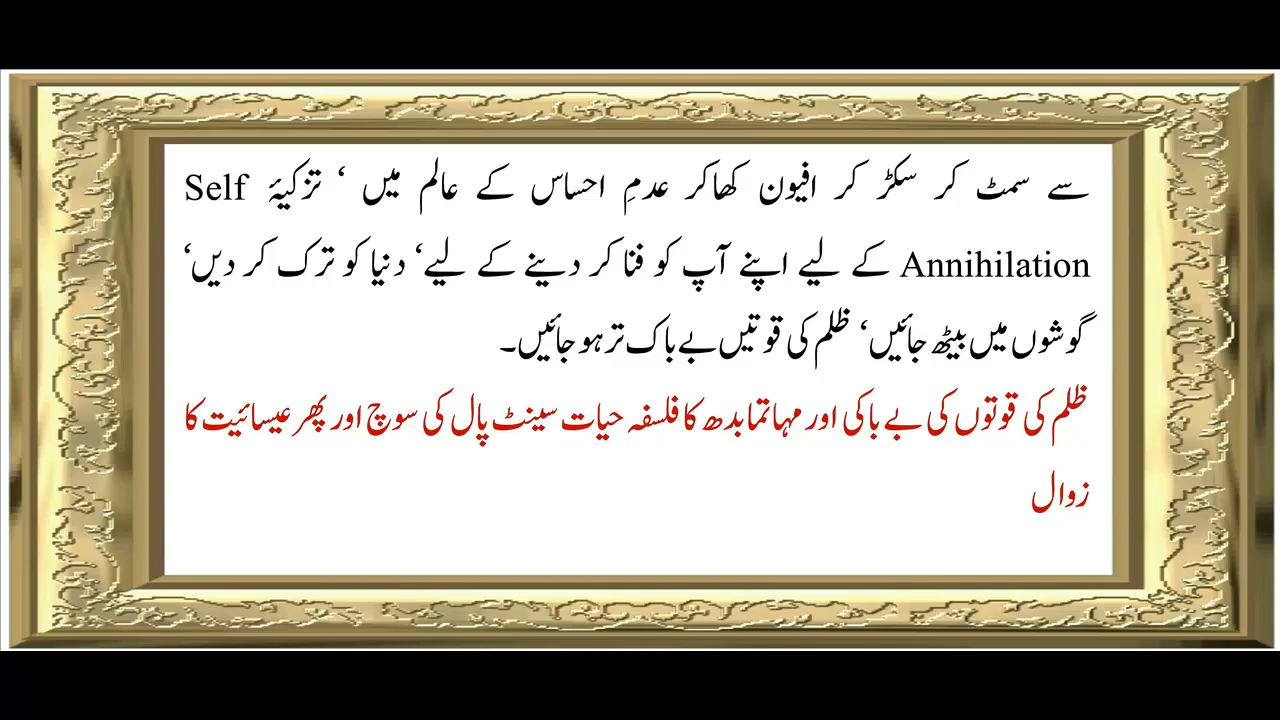 سے سمٹ کر سکڑ کر افیون کھاکر عدمِ احساس کے عالم میں ‘ تزکیۂ Self
Annihilation کے لیے اپنے آپ کو فنا کر دینے کے لیے‘ دنیا کو ترک کر دیں‘
گوشوں میں بیٹھ جائیں‘ ظلم کی قوتیں بے باک تر ہو جائیں۔
ظلم کی قوتوں کی بے باکی اور مہاتما بدھ کا فلسفہ حیات سینٹ پال کی سوچ اور پھر عیسائیت کا
زوال